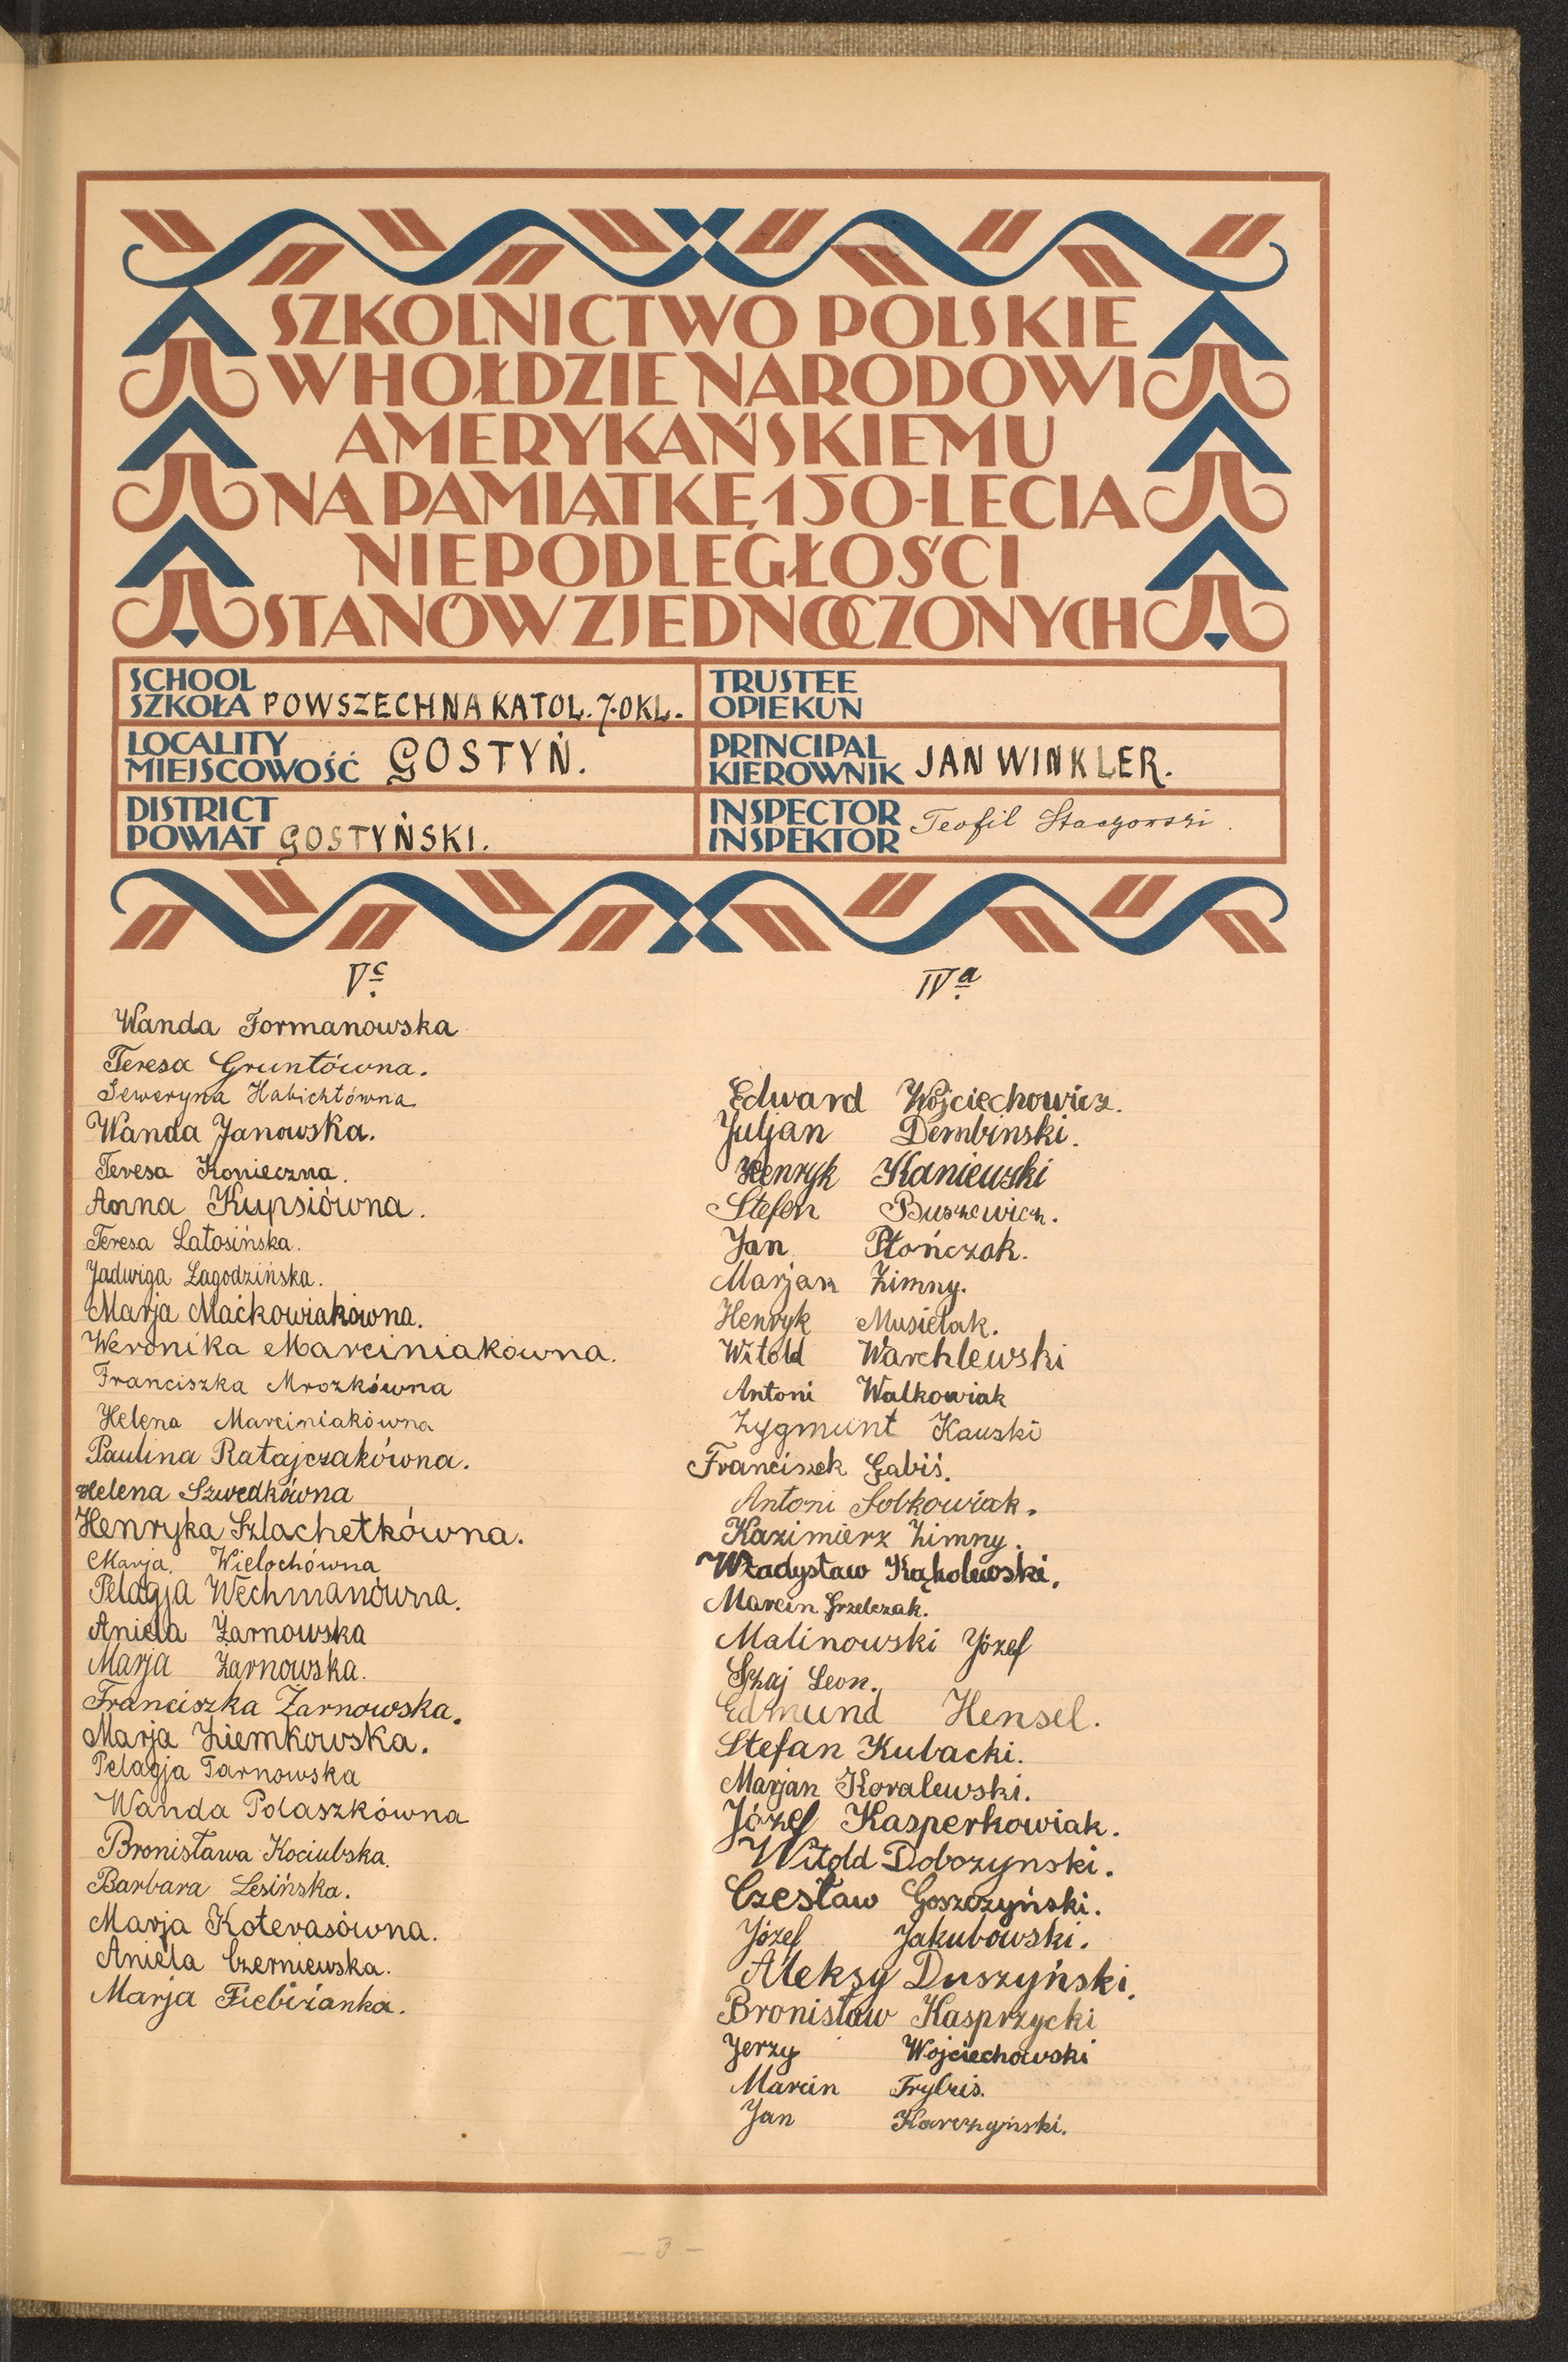 SZKOLNICTWO POLSKIE
W HOŁDZIE NARODOWI
AMERYKAŃSKIEMU
NA PAMIĄTKĘ 150-LECIA
NIEPODLEGŁOŚCI
STANÓW ZJEDNOCZONYCH
SCHOOL
SZKOŁA POWSZECHNA KATOL. 7-OKL.
TRUSTEE
OPIEKUN
LOCALITY
MIEJSCOWOŚĆ GOSTYŃ.
PRINCIPAL
KIEROWNIK JAN WINKLER.
DISTRICT
POWIAT GOSTYŃSKI.
INSPECTOR
INSPEKTOR Teofil
Vc.
Wanda Formanowska
Teresa Gruntówna.
Seweryna Habichtówna
Wanda Janowska.
Teresa Konieczna.
Anna Kupsiówna.
Teresa Latosińska.
Jadwiga Łagodzińska.
Marja Maćkowiakówna.
Weronika Marciniakówna.
Franciszka Mrozkówna
Helena Marciniakówna
Paulina Ratajczakówna.
Helena Szwedkówna
Henryka Szlachetkówna.
Marja Wielochówna
Pelagja Wechmanówna.
Aniela Żarnowska
Marja Żarnowska.
Franciszka Żarnowska.
Marja Ziemkowska.
Pelagja Tarnowska
Wanda Polaszkówna
Bronisława Kociubska.
Barbara Lesińska.
Marja Koterasówna.
Aniela Czerniewska.
Marja Fiebiżanka.
IVa.
Edward Wojciechowicz.
Juljan Dembinski.
Henryk Kaniewski
Stefan Buszewicz.
Jan Płończak.
Marjan Zimny.
Henryk Musielak.
Witold Warchlewski
Antoni Walkowiak
Zygmunt Kauski
Franciszek Gabiś.
Antoni Sobkowiak.
Kazimierz Zimny.
Władysław Kąkolewski.
Marcin Grzelczak.
Malinowski Józef
Szaj Leon.
Edmund Hensel.
Stefan Kubacki.
Marjan Kowalewski.
Józef Kasperkowiak.
Witold Dobczynski.
Czesław Goszczyński.
Józef Jakubowski.
Aleksy Duszyński.
Bronisław Kasprzycki
Jerzy Wojciechowski
Marcin
Jan Karczyński.
— 3 —